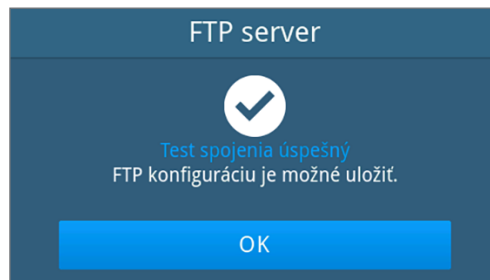 FTP server
Test spojenia úspešný
FTP konfiguráciu je možné uložiť.
OK